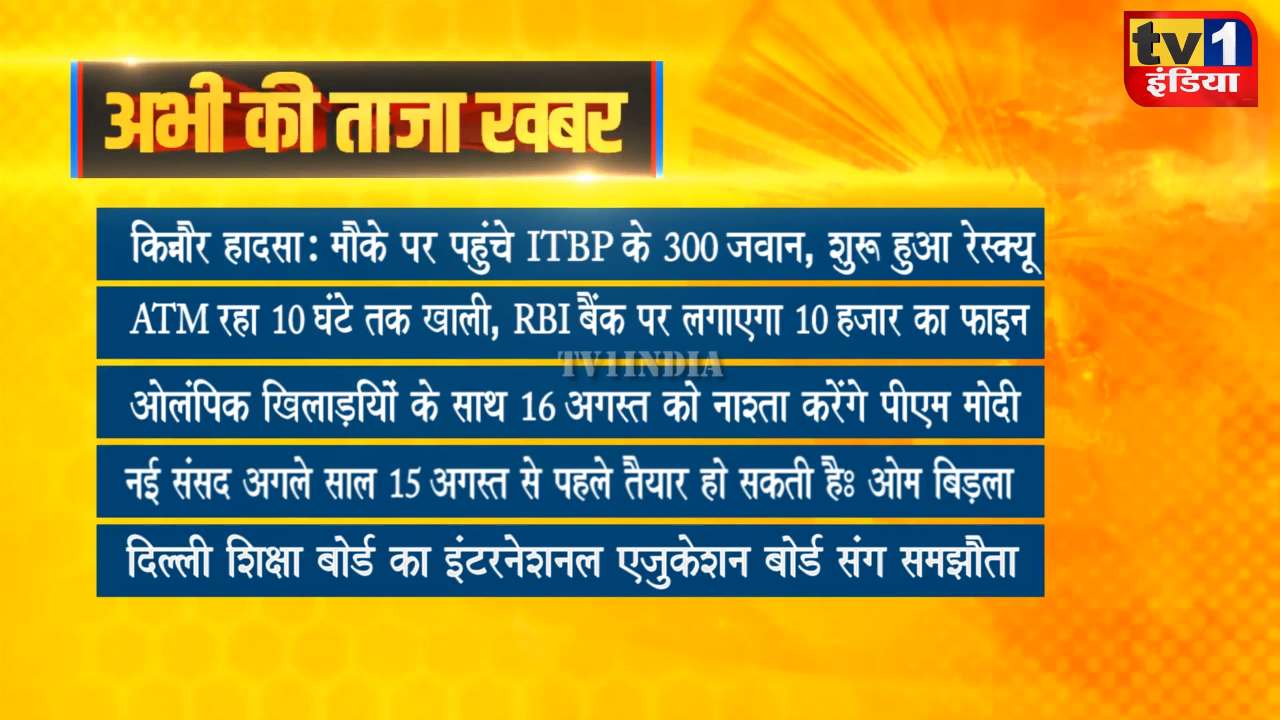 tv1
इंडिया
अभी की ताजा खबर
किन्नौर हादसा: मौके पर पहुंचे ITBP के 300 जवान, शुरू हुआ रेस्क्यू
ATM रहा 10 घंटे तक खाली, RBI बैंक पर लगाएगा 10 हजार का फाइन
TV1INDIA
ओलंपिक खिलाड़ियों के साथ 16 अगस्त को नाश्ता करेंगे पीएम मोदी
नई संसद अगले साल 15 अगस्त से पहले तैयार हो सकती हैः ओम बिड़ला
दिल्ली शिक्षा बोर्ड का इंटरनेशनल एजुकेशन बोर्ड संग समझौता